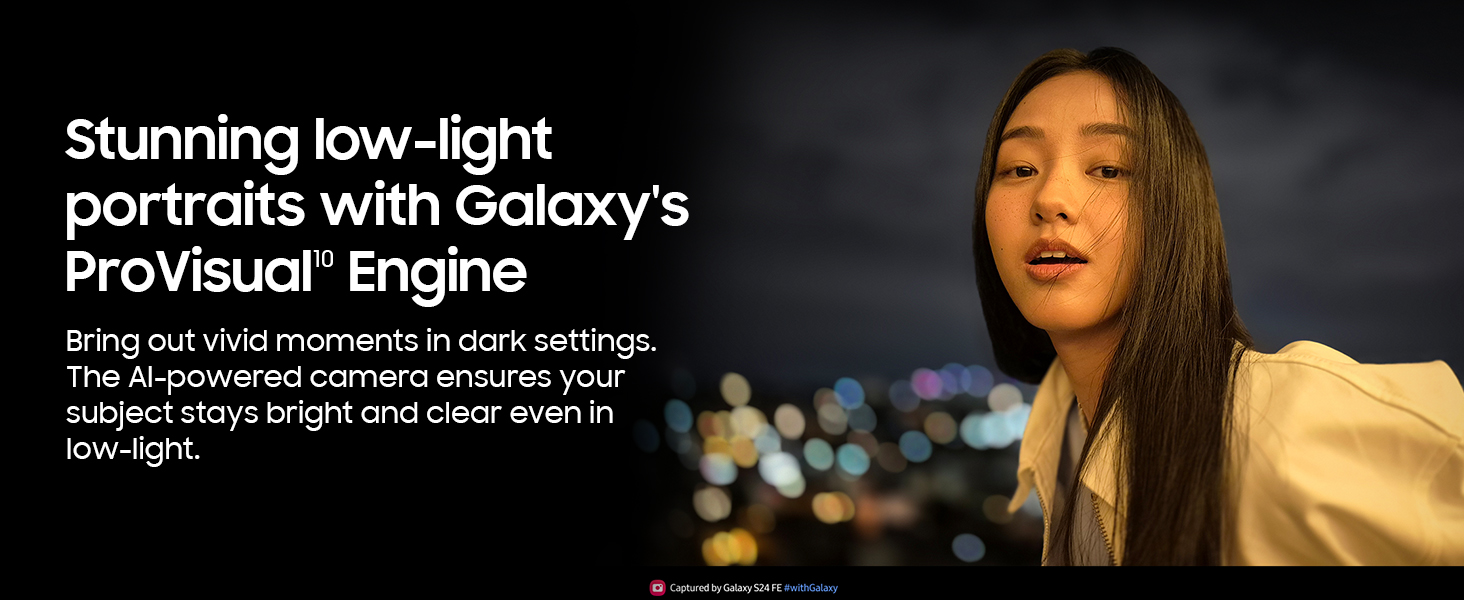 Stunning low-light
portraits with Galaxy's
ProVisual¹⁰ Engine
Bring out vivid moments in dark settings.
The AI-powered camera ensures your
subject stays bright and clear even in
low-light.
Captured by Galaxy S24 FE #withGalaxy